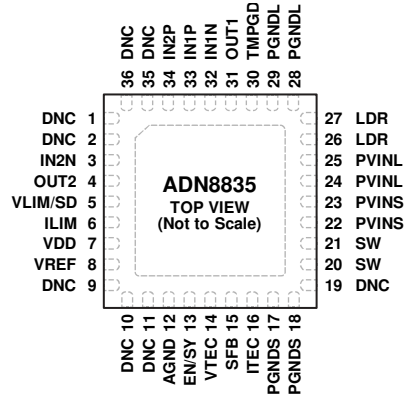 36 DNC
35 DNC
34 IN2P
33 IN1P
32 IN1N
31 OUT1
30 TMPGD
29 PGNDL
28 PGNDL
DNC 1
DNC 2
IN2N 3
OUT2 4
VLIM/SD 5
ILIM 6
VDD 7
VREF 8
DNC 9
ADN8835
TOP VIEW
(Not to Scale)
27 LDR
26 LDR
25 PVINL
24 PVINL
23 PVINS
22 PVINS
21 SW
20 SW
19 DNC
DNC 10
DNC 11
AGND 12
EN/SY 13
VTEC 14
SFB 15
ITEC 16
PGNDS 17
PGNDS 18